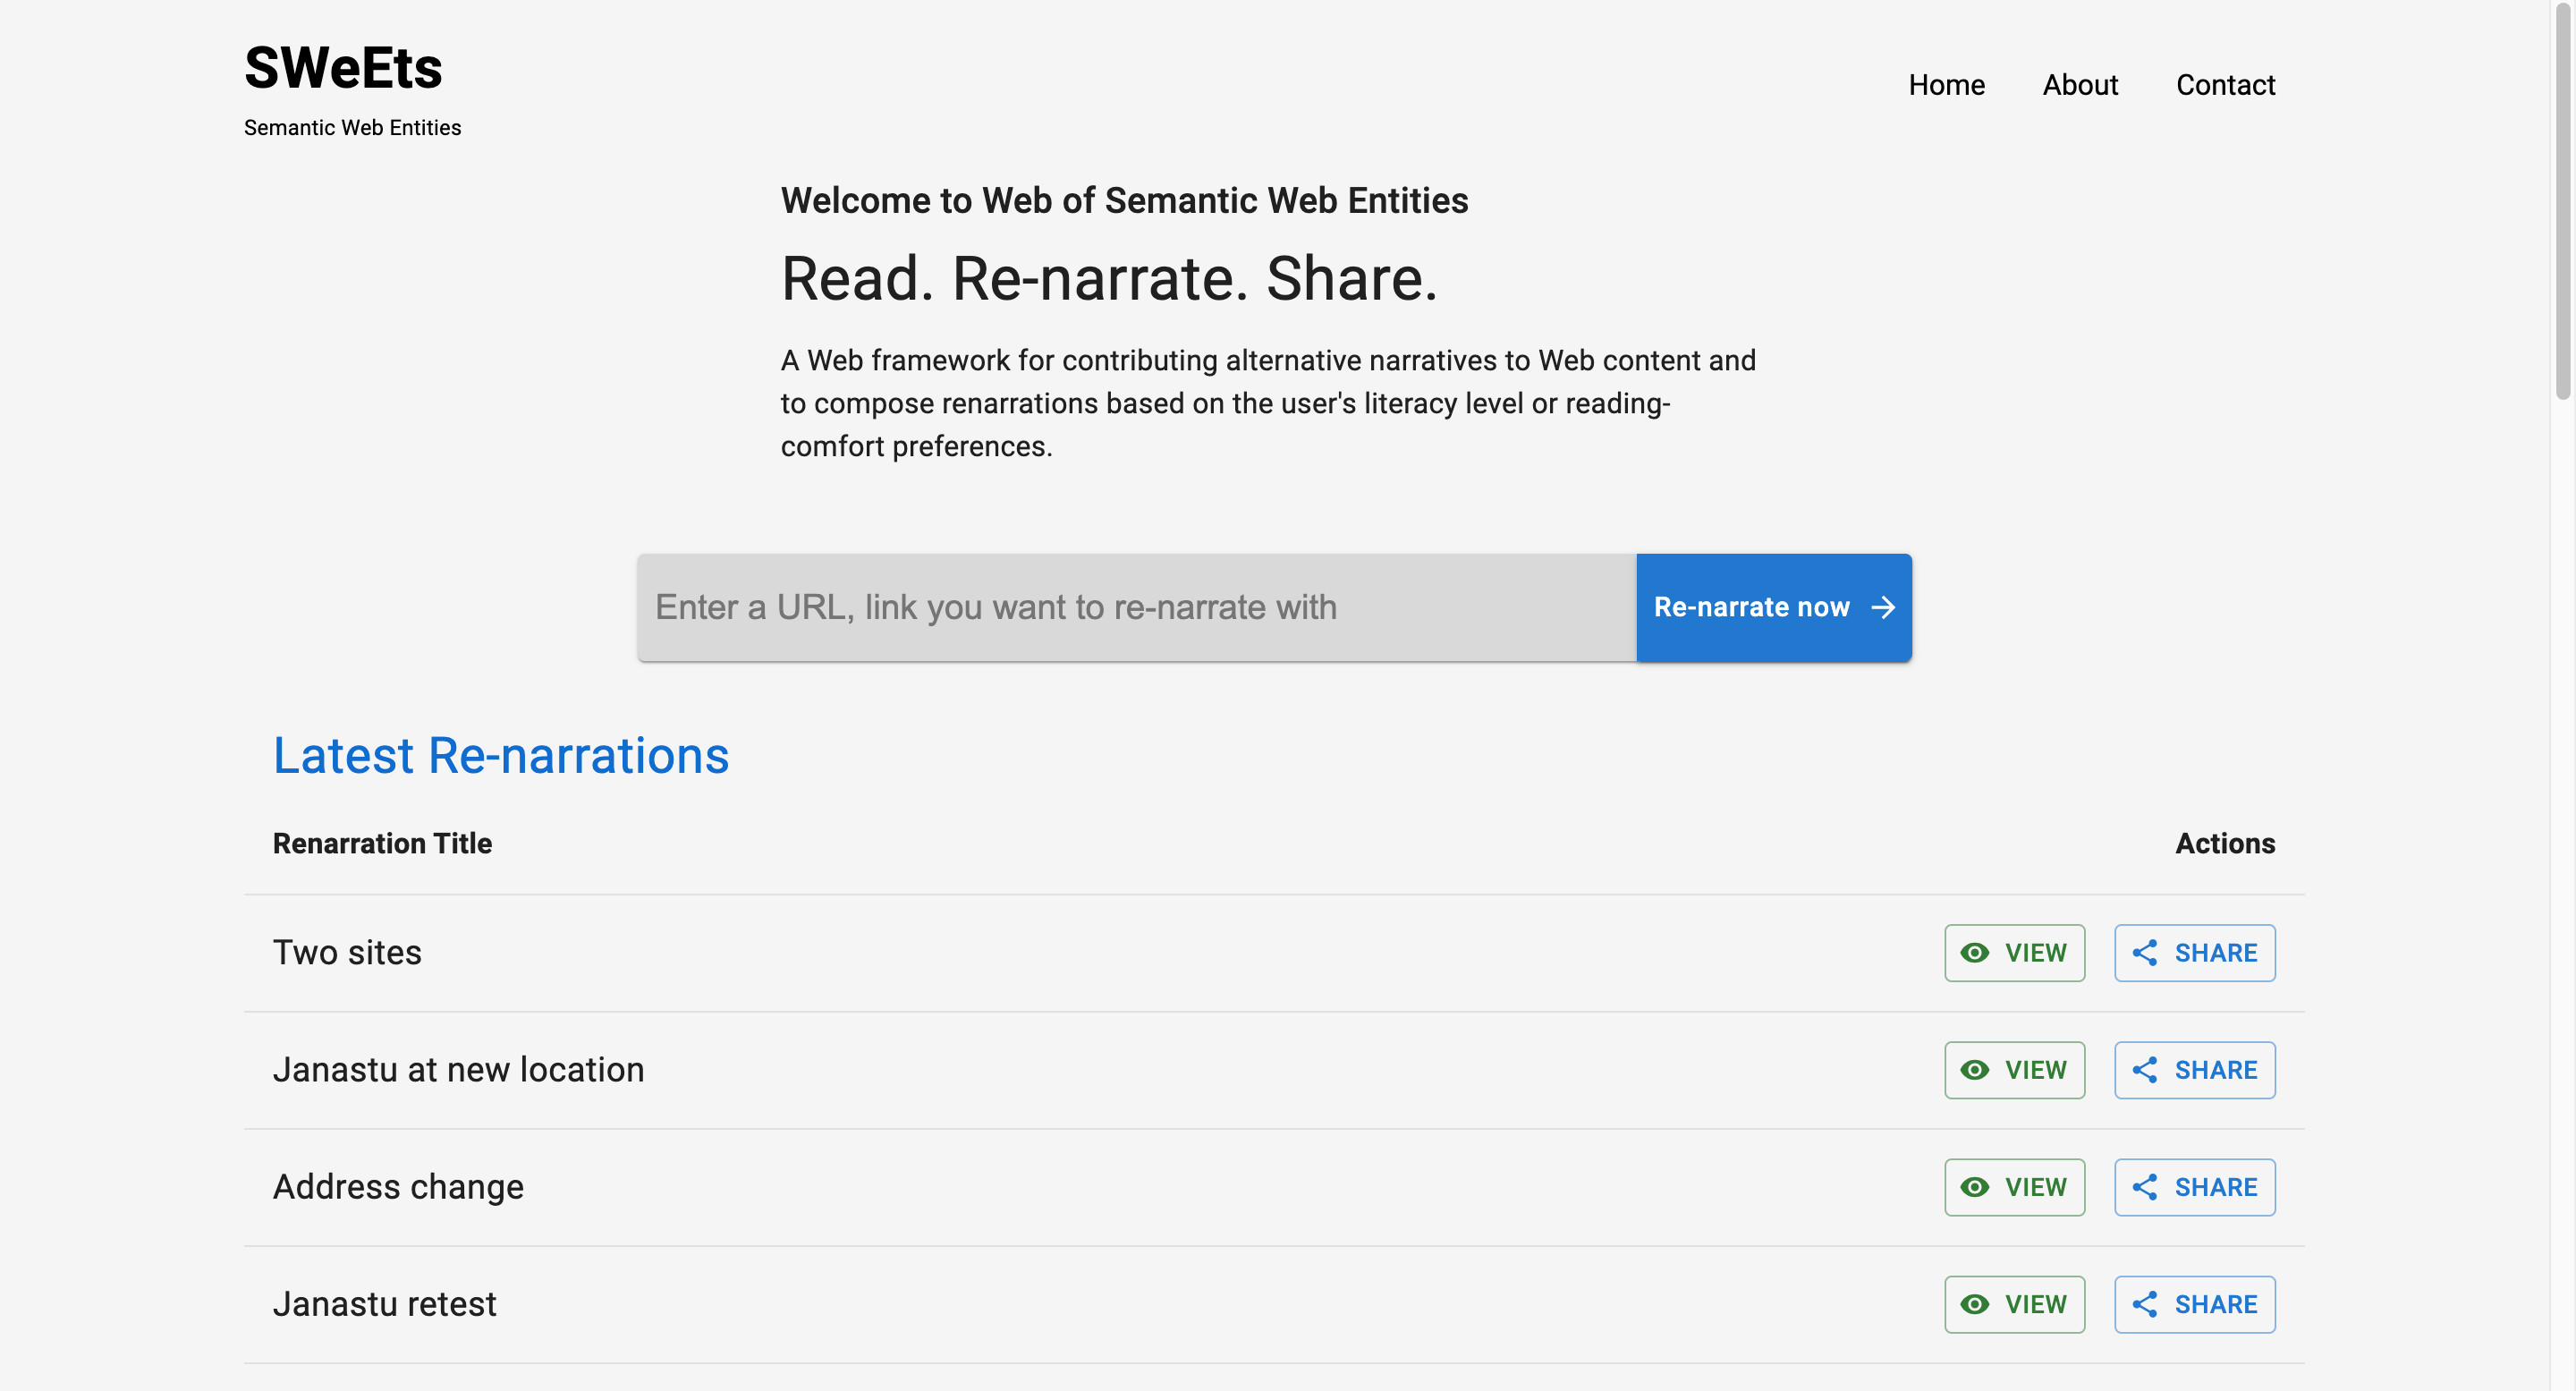 SWeEts
Semantic Web Entities
Home About Contact
Welcome to Web of Semantic Web Entities
Read. Re-narrate. Share.
A Web framework for contributing alternative narratives to Web content and
to compose renarrations based on the user's literacy level or reading-
comfort preferences.
Enter a URL, link you want to re-narrate with
Re-narrate now
Latest Re-narrations
Renarration Title Actions
Two sites VIEW SHARE
Janastu at new location VIEW SHARE
Address change VIEW SHARE
Janastu retest VIEW SHARE